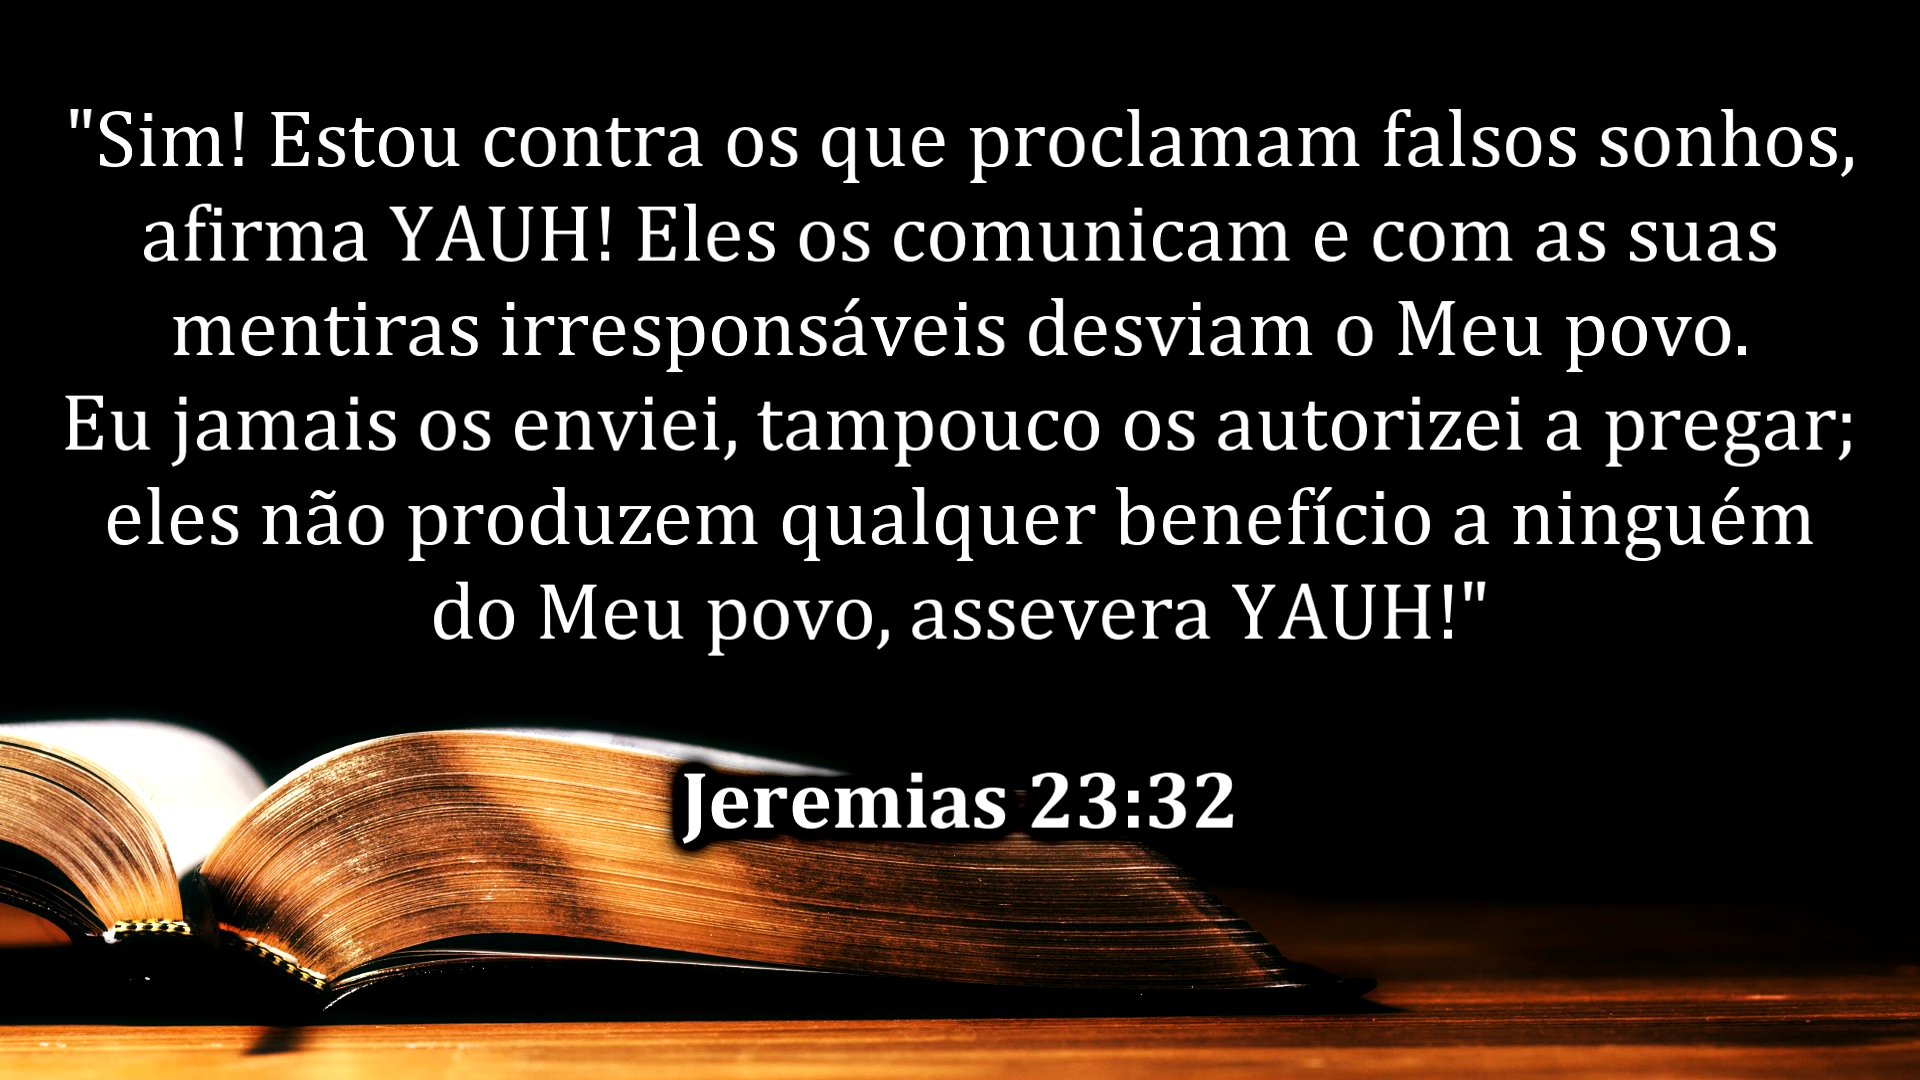 "Sim! Estou contra os que proclamam falsos sonhos,
afirma YAUH! Eles os comunicam e com as suas
mentiras irresponsáveis desviam o Meu povo.
Eu jamais os enviei, tampouco os autorizei a pregar;
eles não produzem qualquer benefício a ninguém
do Meu povo, assevera YAUH!"
Jeremias 23:32